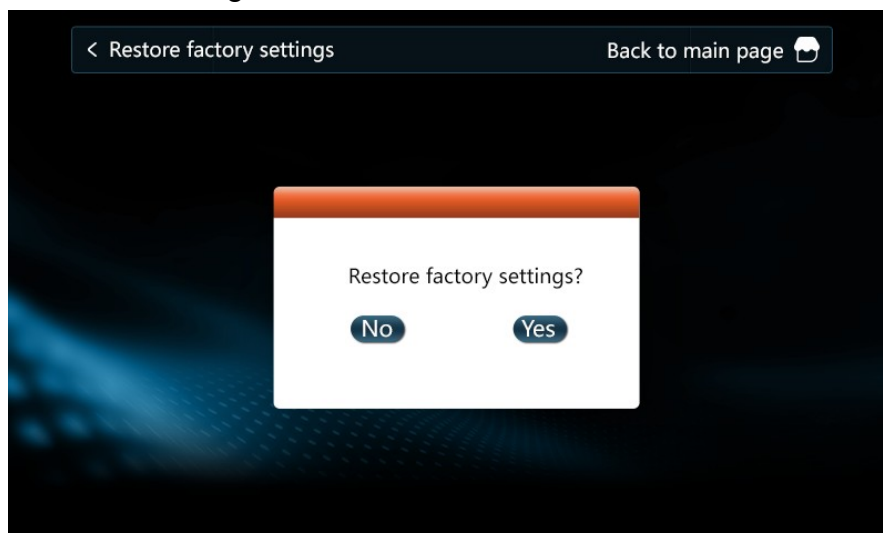 < Restore factory settings
Back to main page
Restore factory settings?
No
Yes